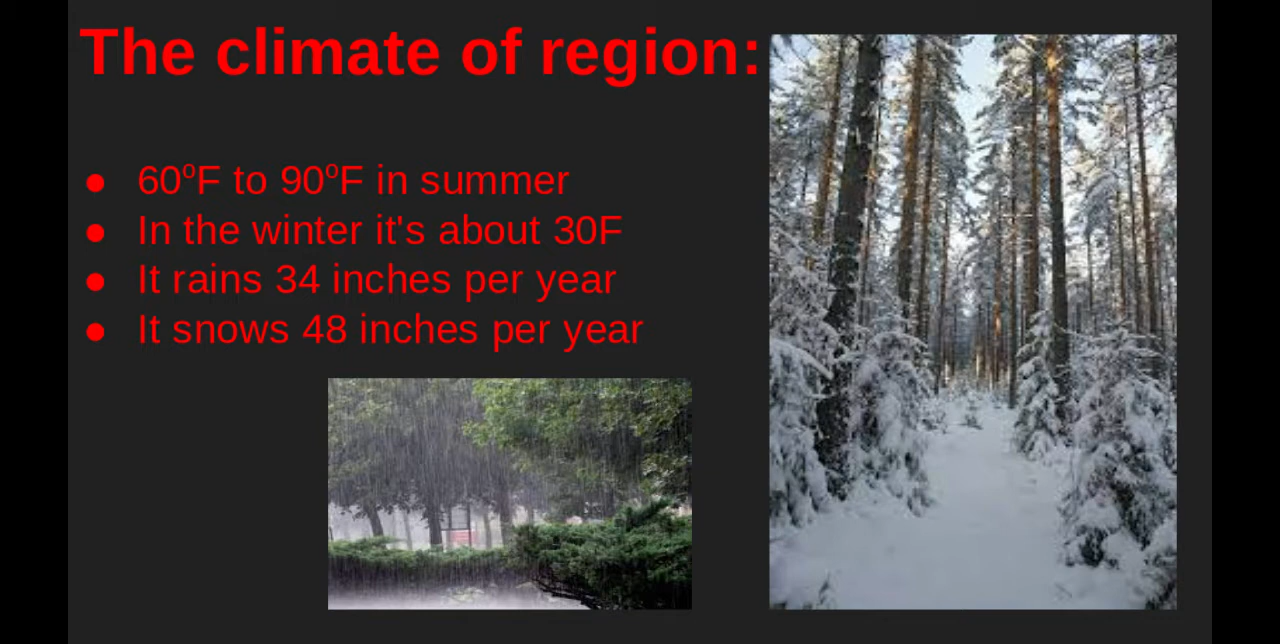 The climate of region:
● 60ºF to 90ºF in summer
● In the winter it's about 30F
● It rains 34 inches per year
● It snows 48 inches per year